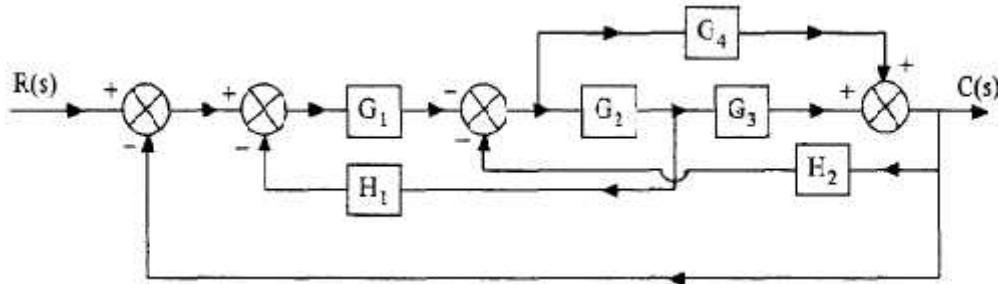 G₄
+
R(s) + + G₁ - G₂ G₃ + C(s)
- - -
H₁ H₂